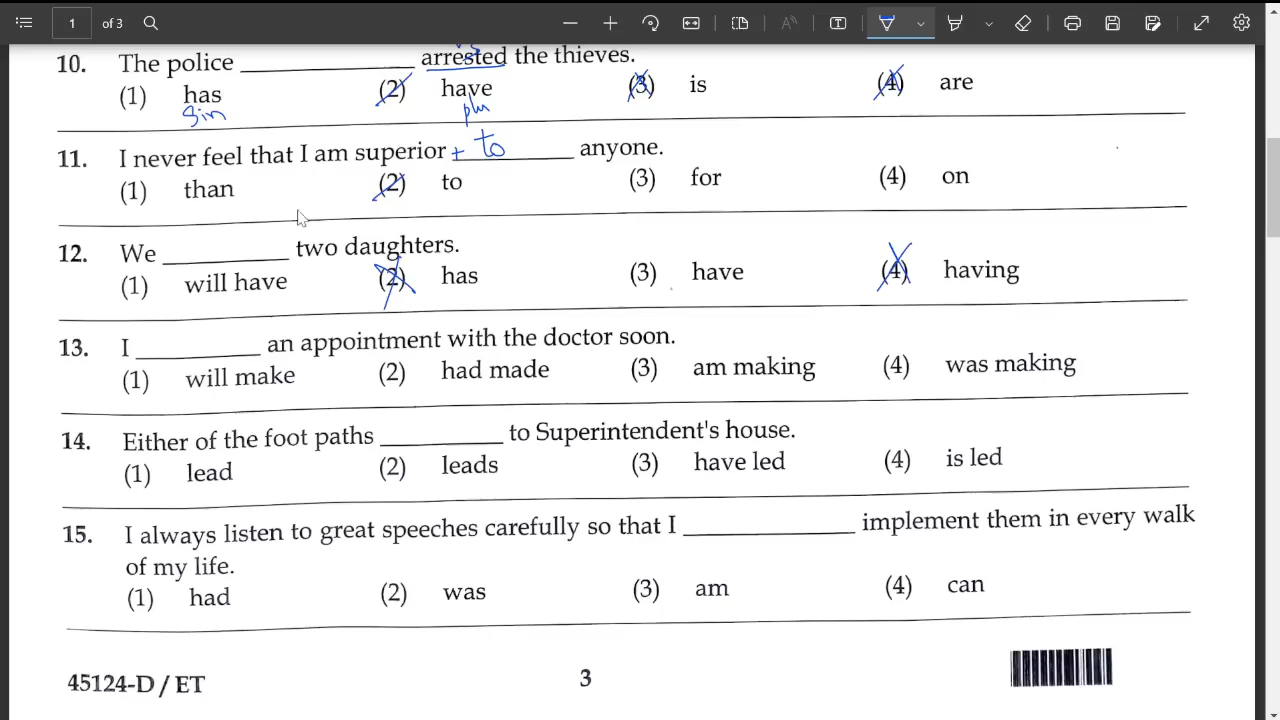 1 of 3
10. The police ____________ arrested the thieves.
(1) has (2) have (3) is (4) are
Sin plu
11. I never feel that I am superior + to ____________ anyone.
(1) than (2) to (3) for (4) on
12. We ____________ two daughters.
(1) will have (2) has (3) have (4) having
13. I ____________ an appointment with the doctor soon.
(1) will make (2) had made (3) am making (4) was making
14. Either of the foot paths ____________ to Superintendent's house.
(1) lead (2) leads (3) have led (4) is led
15. I always listen to great speeches carefully so that I ____________ implement them in every walk
of my life.
(1) had (2) was (3) am (4) can
45124-D / ET 3